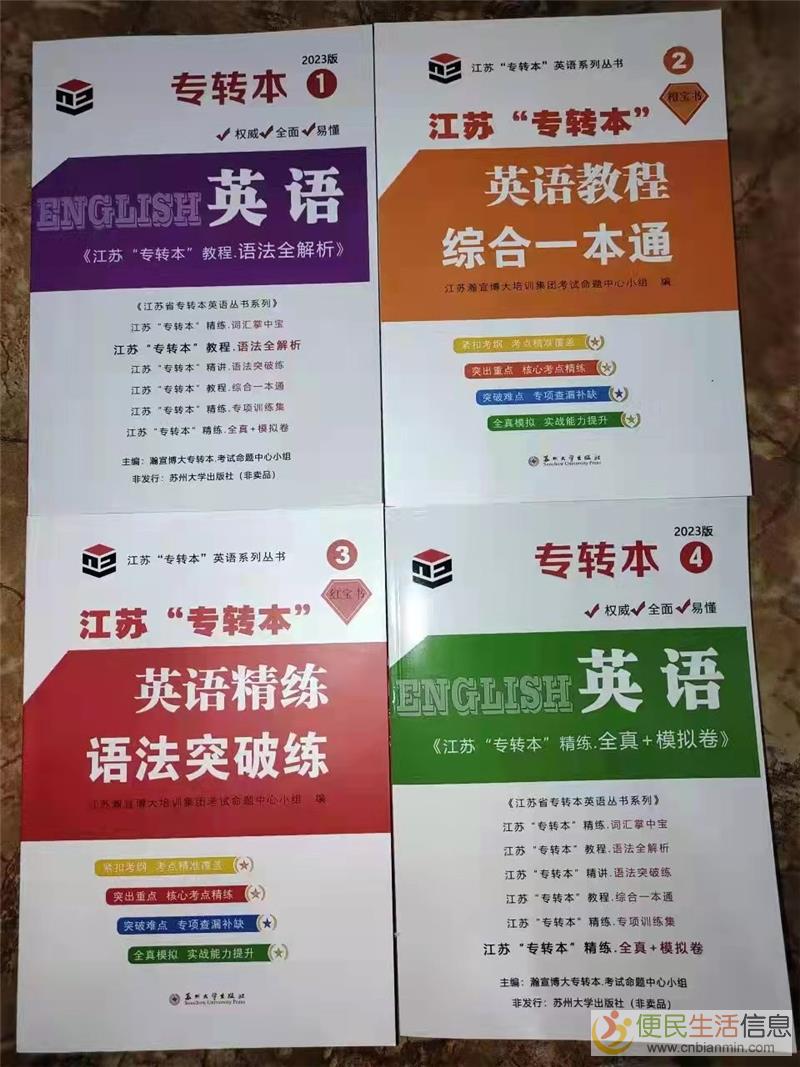 2023版
专转本 1
权威 全面 易懂
ENGLISH 英语
《江苏“专转本”教程.语法全解析》
《江苏省专转本英语丛书系列》
江苏“专转本”精练.词汇掌中宝
江苏“专转本”教程.语法全解析
江苏“专转本”精讲.语法突破练
江苏“专转本”教程.综合一本通
江苏“专转本”精练.专项训练集
江苏“专转本”精练.全真+模拟卷
主编：瀚宣博大专转本.考试命题中心小组
非发行：苏州大学出版社（非卖品）
江苏“专转本”英语系列丛书 2
橙宝书
江苏“专转本”
英语教程
综合一本通
江苏瀚宣博大培训集团考试命题中心小组 编
紧扣考纲 考点精准覆盖
突出重点 核心考点精练
突破难点 专项查漏补缺
全真模拟 实战能力提升
苏州大学出版社
Soochow University Press
江苏“专转本”英语系列丛书 3
红宝书
江苏“专转本”
英语精练
语法突破练
江苏瀚宣博大培训集团考试命题中心小组 编
紧扣考纲 考点精准覆盖
突出重点 核心考点精练
突破难点 专项查漏补缺
全真模拟 实战能力提升
苏州大学出版社
Soochow University Press
2023版
专转本 4
权威 全面 易懂
ENGLISH 英语
《江苏“专转本”精练.全真+模拟卷》
《江苏省专转本英语丛书系列》
江苏“专转本”精练.词汇掌中宝
江苏“专转本”教程.语法全解析
江苏“专转本”精讲.语法突破练
江苏“专转本”教程.综合一本通
江苏“专转本”精练.专项训练集
江苏“专转本”精练.全真+模拟卷
主编：瀚宣博大专转本.考试命题中心小组
非发行：苏州大学出版社（非卖品）
便民生活信息
www.cnbianmin.com